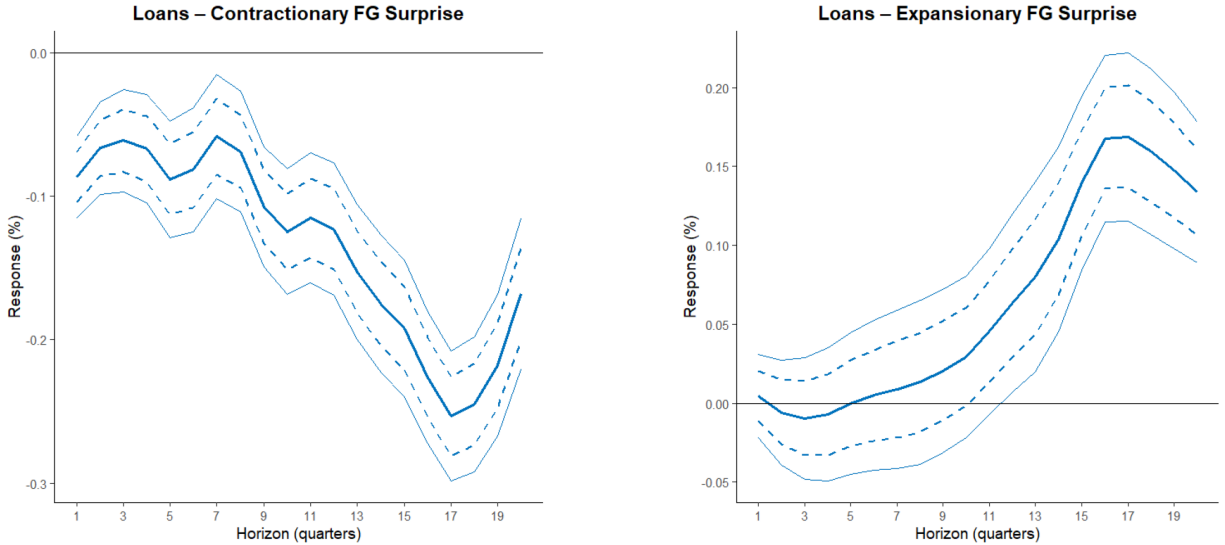 Loans – Contractionary FG Surprise
0.0
-0.1
-0.2
-0.3
Response (%)
1 3 5 7 9 11 13 15 17 19
Horizon (quarters)
Loans – Expansionary FG Surprise
0.20
0.15
0.10
0.05
0.00
-0.05
Response (%)
1 3 5 7 9 11 13 15 17 19
Horizon (quarters)